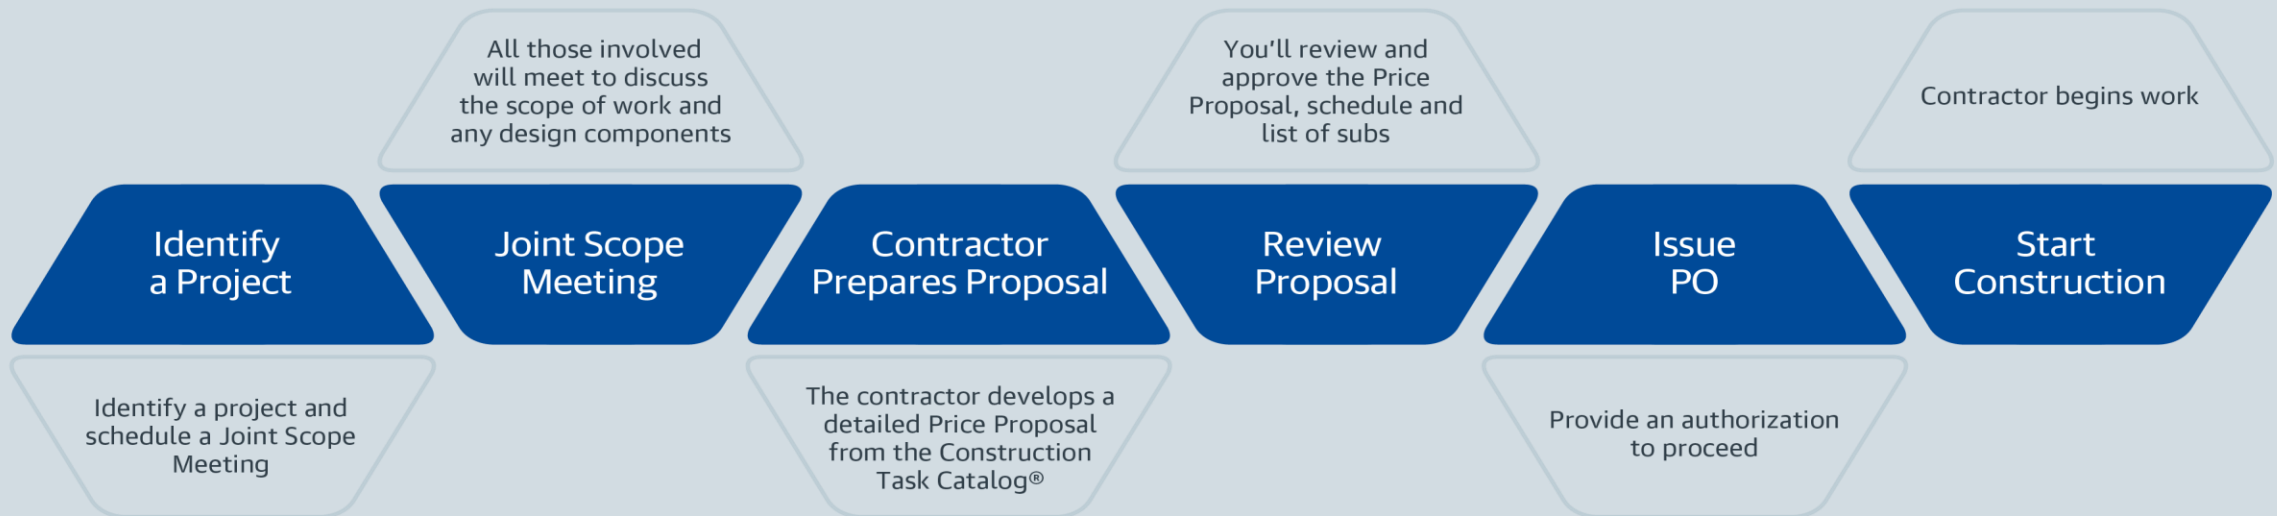 Identify
a Project
Identify a project and
schedule a Joint Scope
Meeting
All those involved
will meet to discuss
the scope of work and
any design components
Joint Scope
Meeting
Contractor
Prepares Proposal
The contractor develops a
detailed Price Proposal
from the Construction
Task Catalog®
You'll review and
approve the Price
Proposal, schedule and
list of subs
Review
Proposal
Issue
PO
Provide an authorization
to proceed
Contractor begins work
Start
Construction